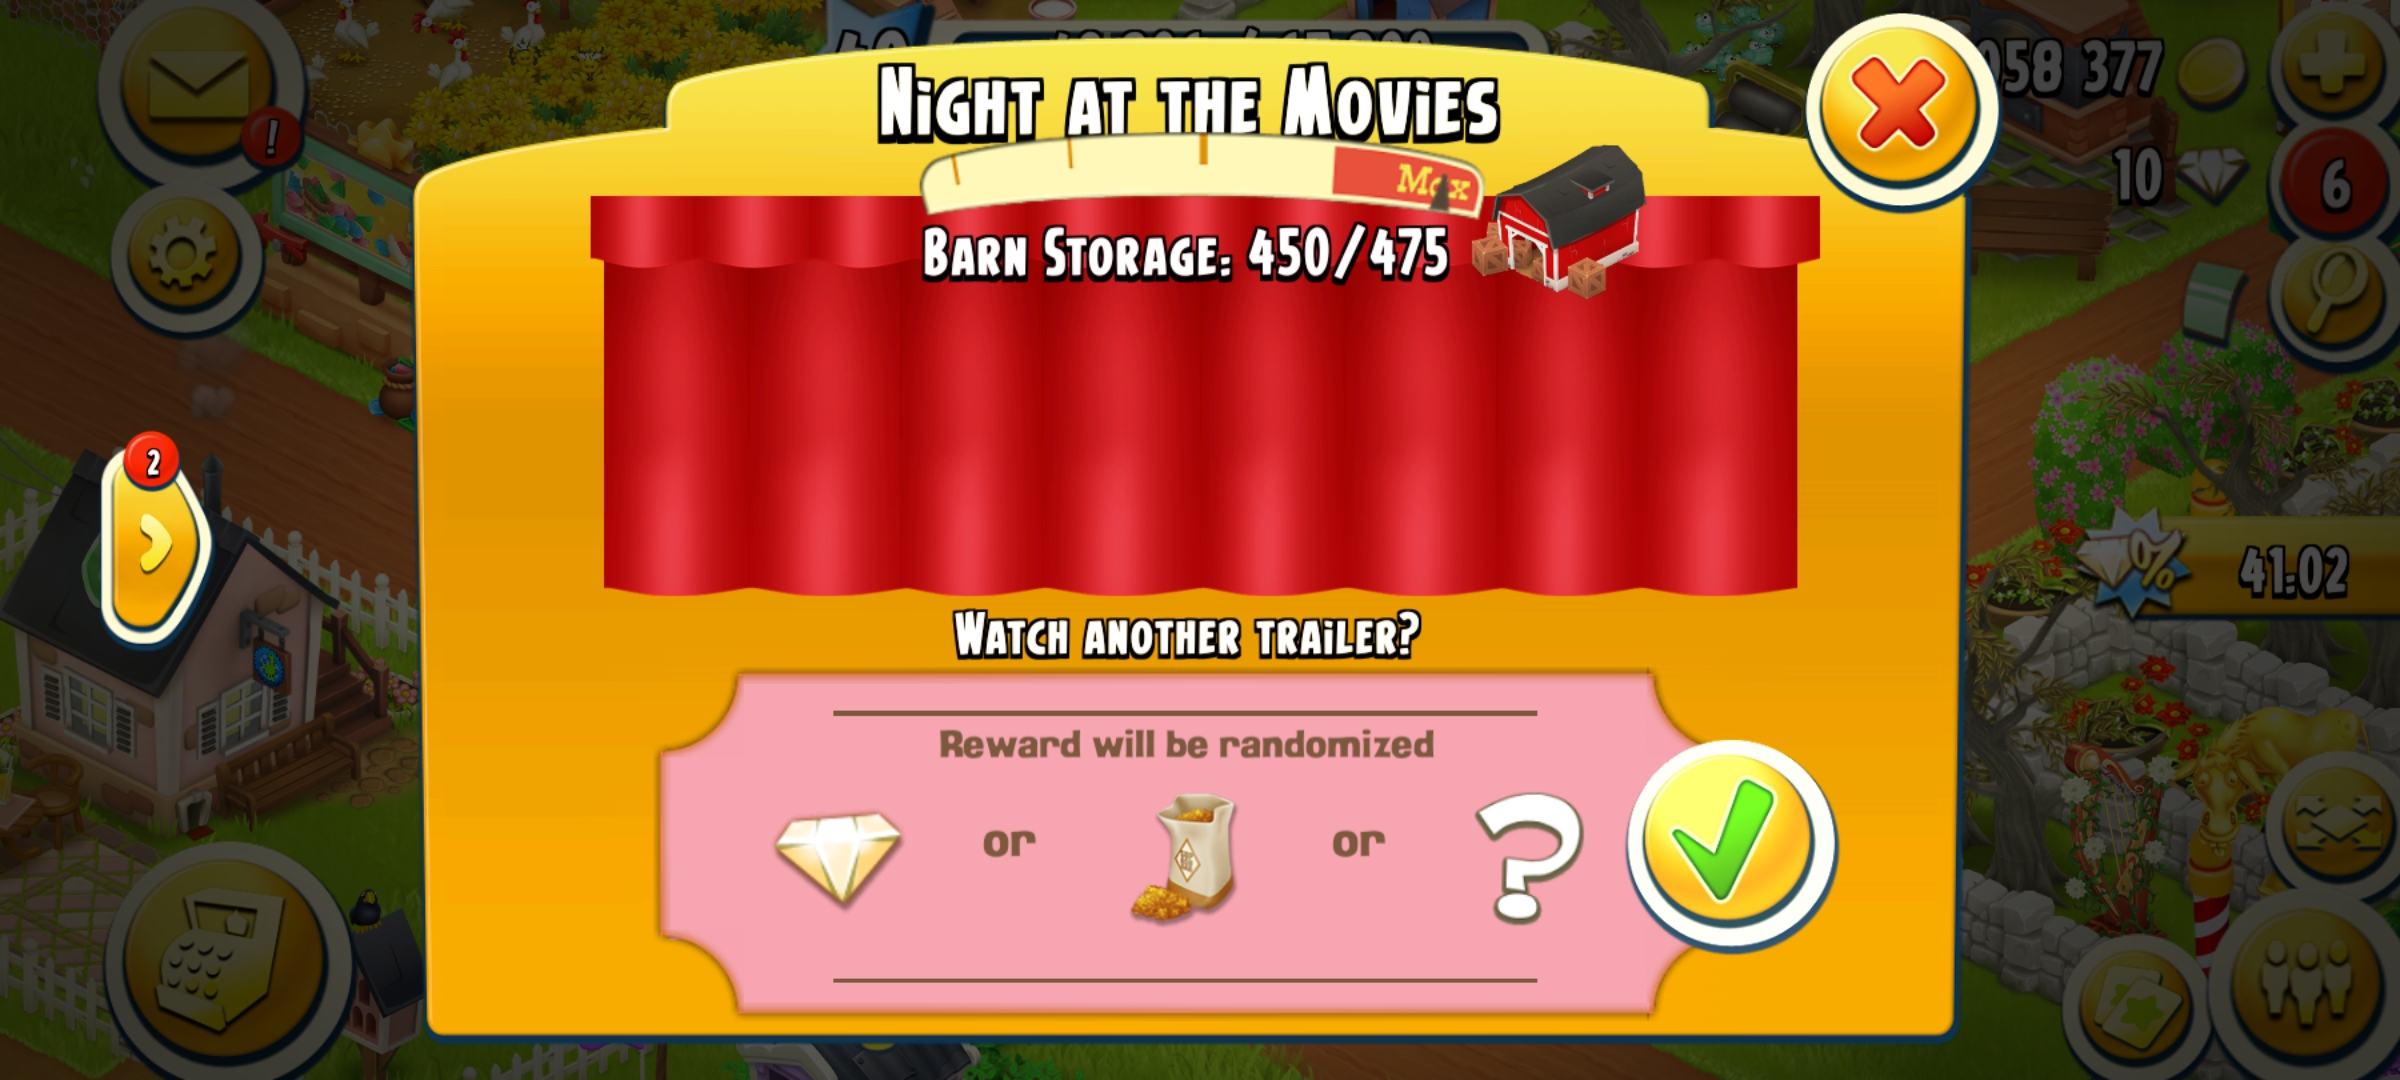 Night at the Movies
Max
Barn Storage: 450/475
058 377
10
6
!
2
%
41:02
Watch another trailer?
Reward will be randomized
or
or
?